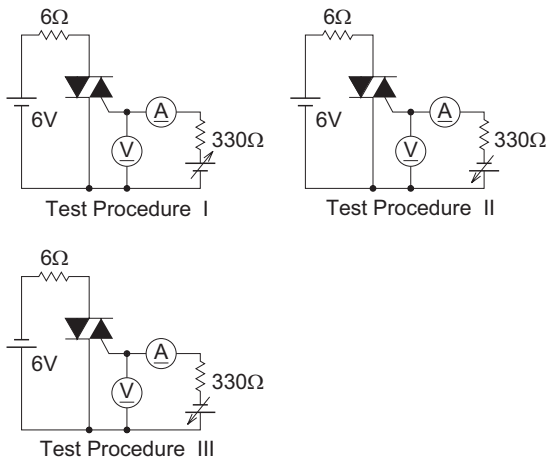 6Ω
6V
V
A
330Ω
Test Procedure I
6Ω
6V
V
A
330Ω
Test Procedure II
6Ω
6V
V
A
330Ω
Test Procedure III